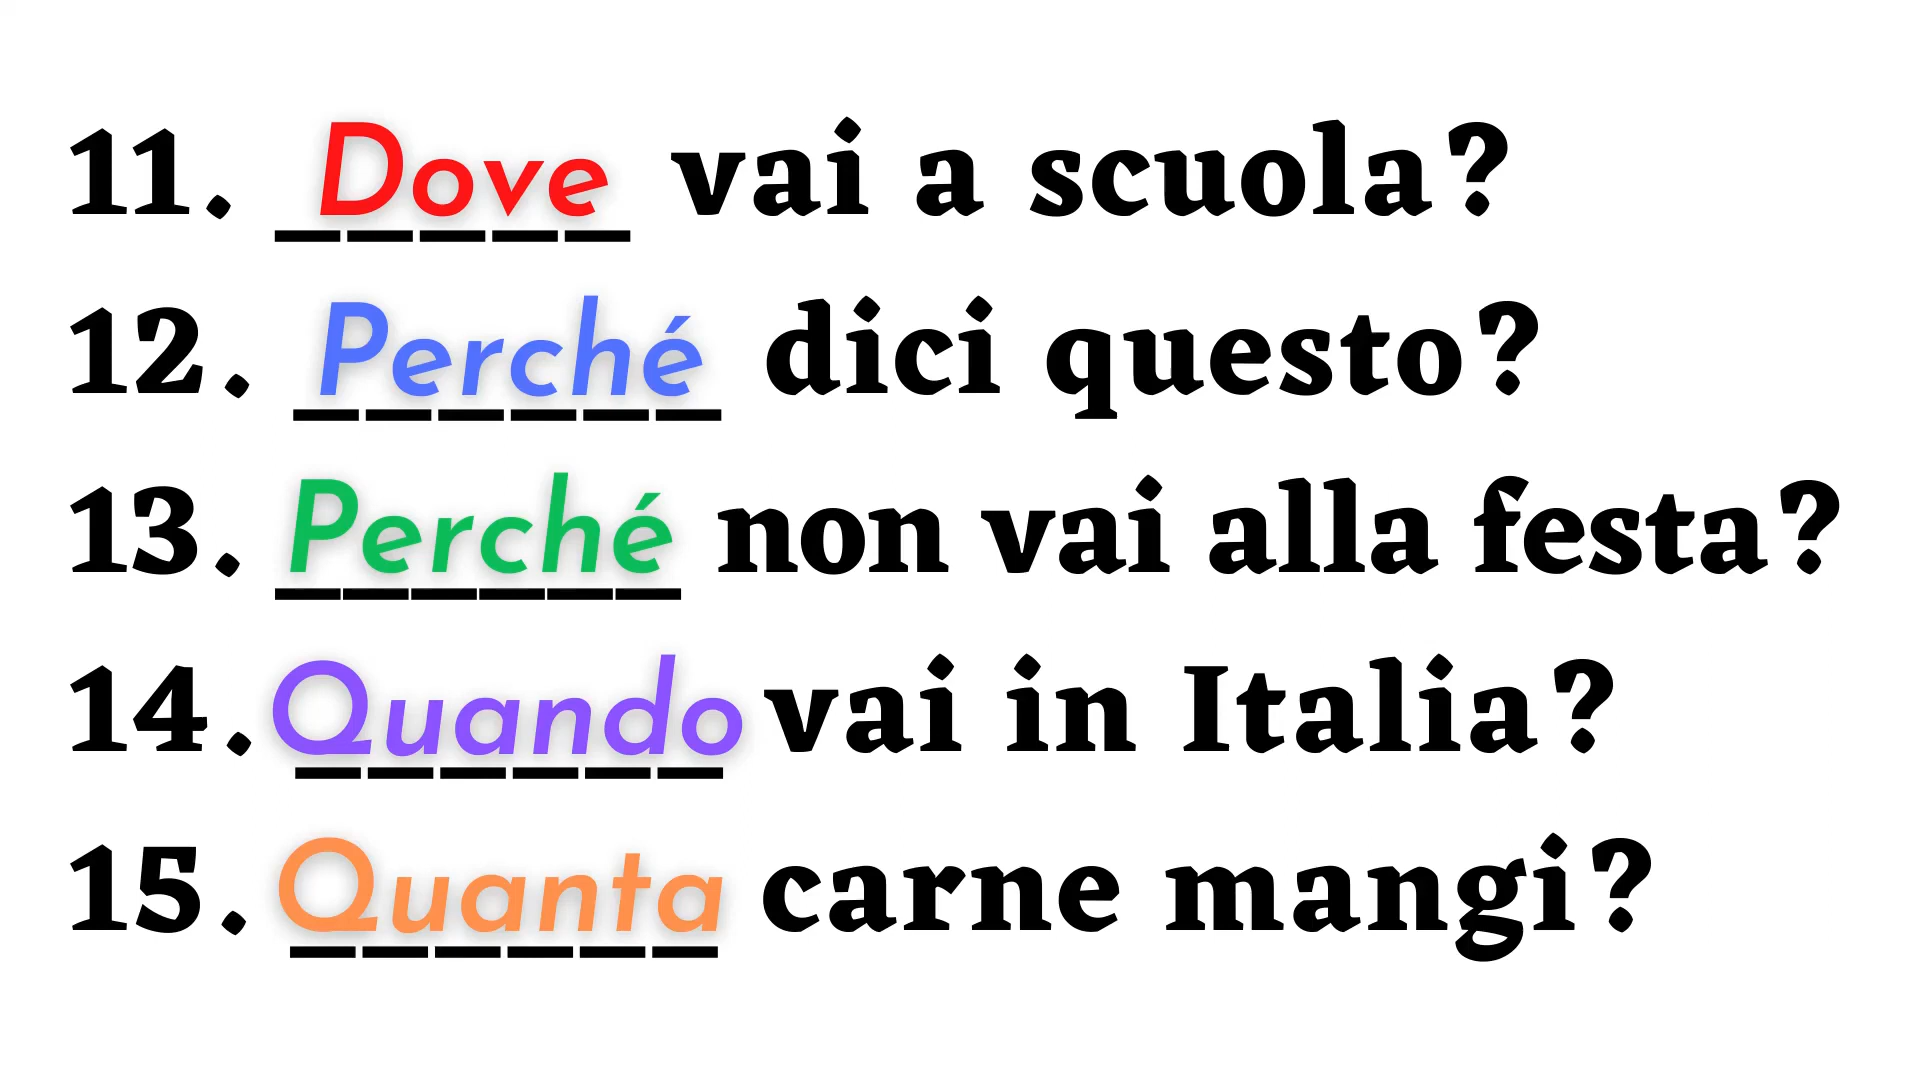 11. Dove vai a scuola?
12. Perché dici questo?
13. Perché non vai alla festa?
14. Quando vai in Italia?
15. Quanta carne mangi?